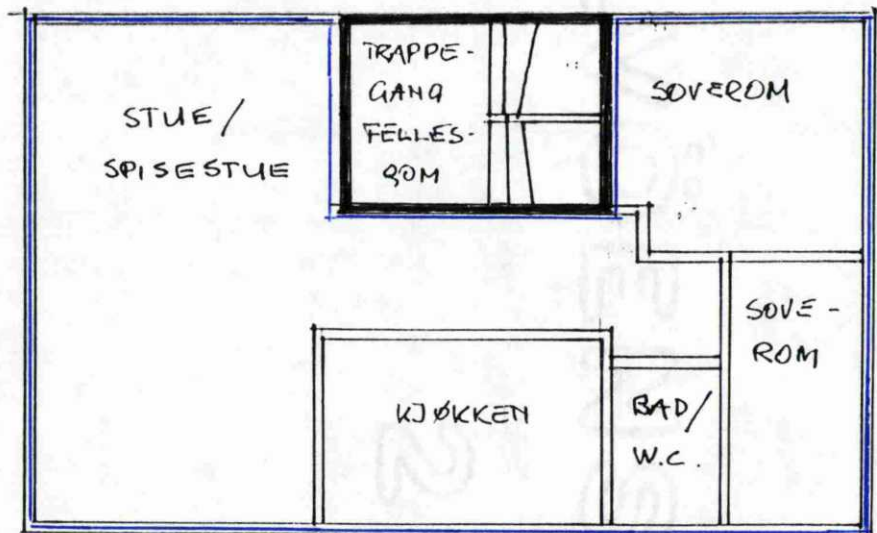 STUE/
SPISESTUE
TRAPPE-
GANG
FELLES-
ROM
SOVEROM
SOVE-
ROM
KJØKKEN
BAD/
W.C.